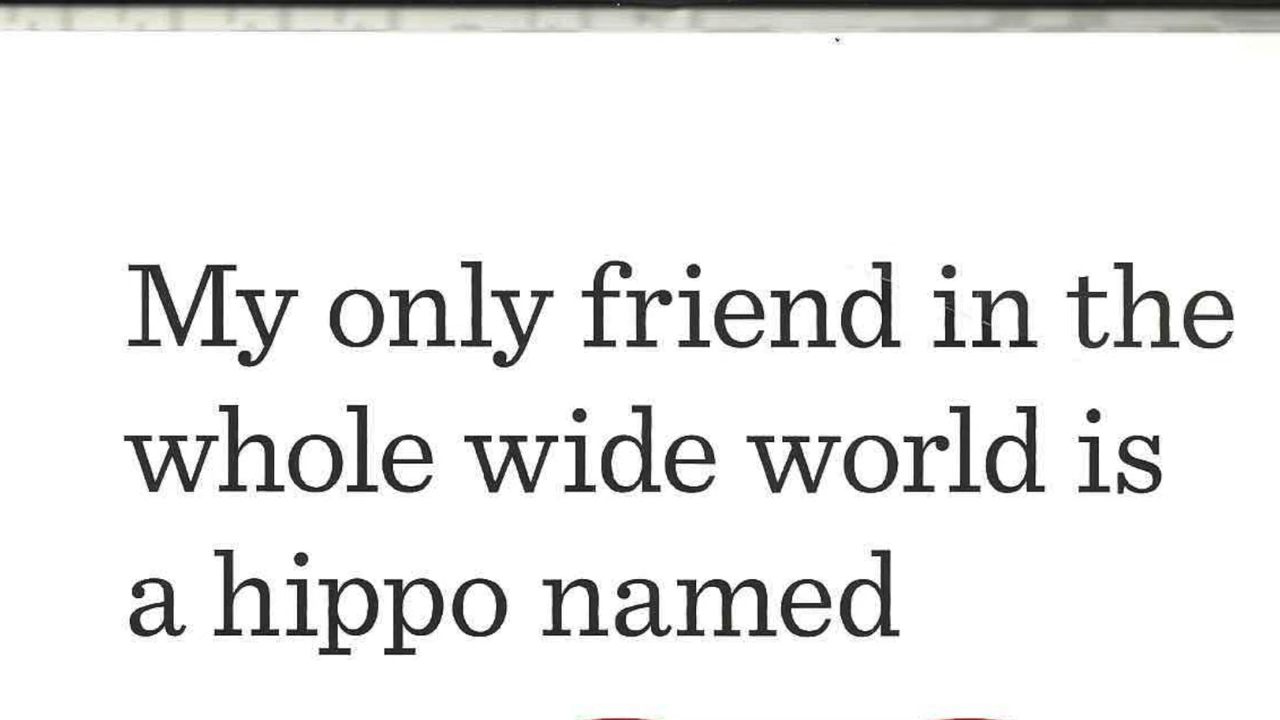 My only friend in the
whole wide world is
a hippo named